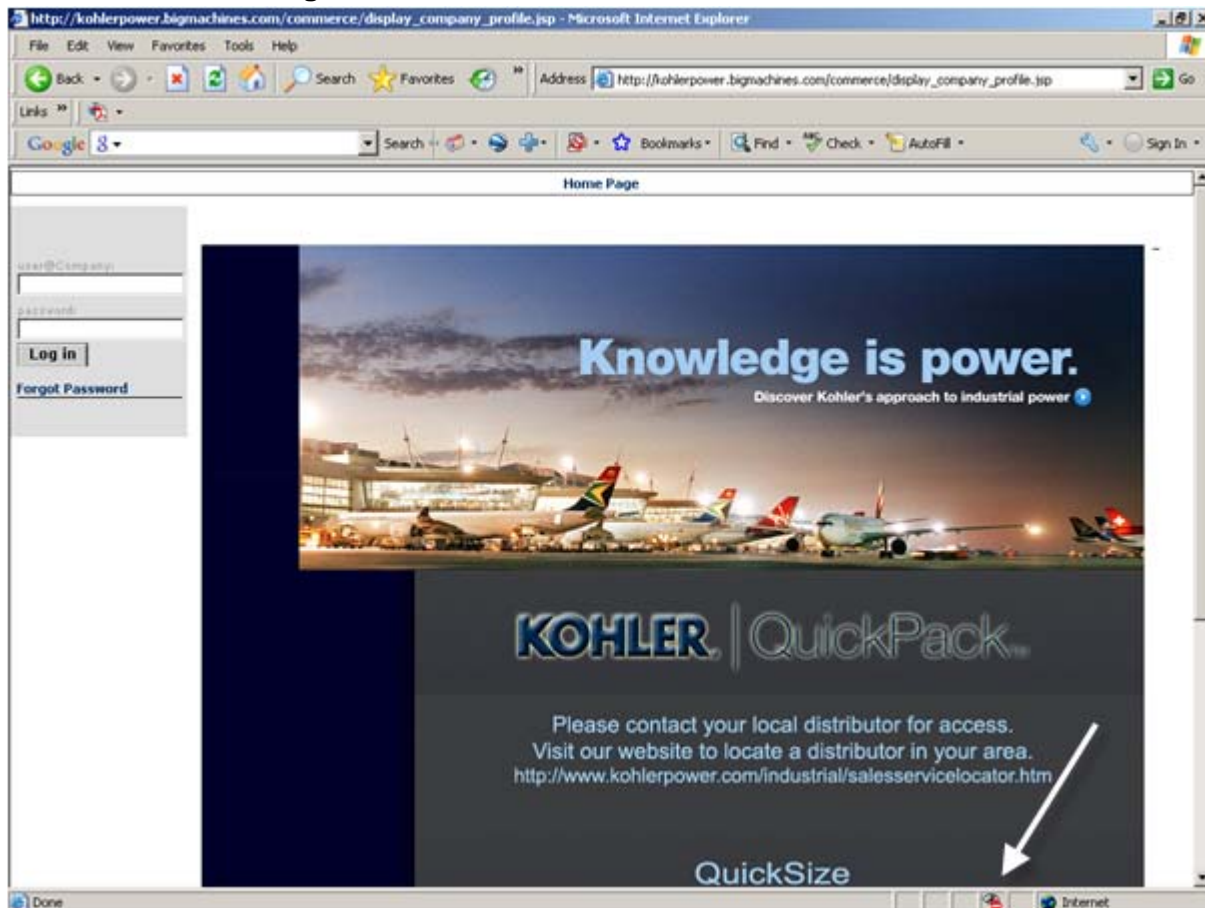 http://kohlerpower.bigmachines.com/commerce/display_company_profile.jsp - Microsoft Internet Explorer
File Edit View Favorites Tools Help
Back Search Favorites » Address http://kohlerpower.bigmachines.com/commerce/display_company_profile.jsp Go
Links »
Google Search Bookmarks Find Check AutoFill Sign In
Home Page
user@Company:
password:
Log in
Forgot Password
Knowledge is power.
Discover Kohler's approach to industrial power
KOHLER. | QuickPack™
Please contact your local distributor for access.
Visit our website to locate a distributor in your area.
http://www.kohlerpower.com/industrial/salesservicelocator.htm
QuickSize
Done Internet